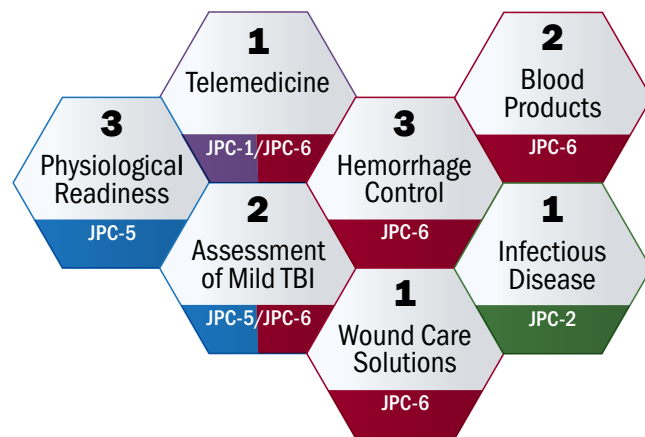 1
Telemedicine
JPC-1/JPC-6
2
Blood
Products
JPC-6
3
Physiological
Readiness
JPC-5
3
Hemorrhage
Control
JPC-6
2
Assessment
of Mild TBI
JPC-5/JPC-6
1
Infectious
Disease
JPC-2
1
Wound Care
Solutions
JPC-6